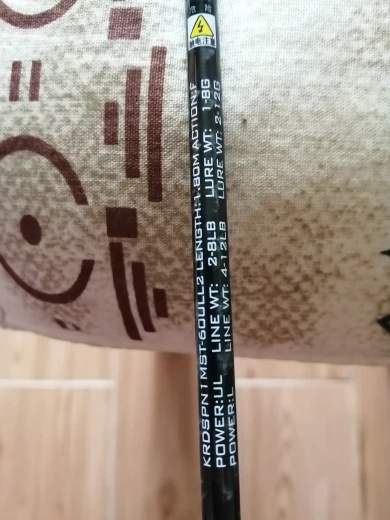 KRDSPN1MST-60ULL2 LENGTH:1.80M ACTION:F
POWER:UL LINE WT: 2-8LB LURE WT: 1-8G
POWER:L LINE WT: 4-12LB LURE WT: 2-12G